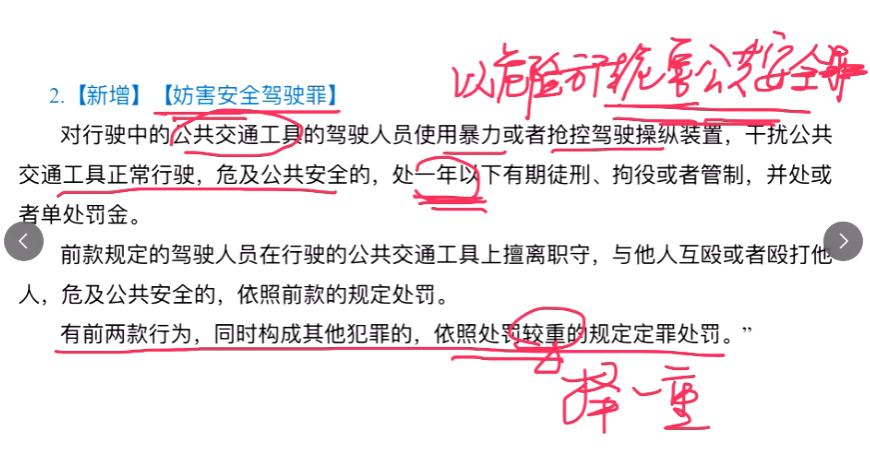 以危险方法危害公共安全罪
2.【新增】【妨害安全驾驶罪】
对行驶中的公共交通工具的驾驶人员使用暴力或者抢控驾驶操纵装置，干扰公共
交通工具正常行驶，危及公共安全的，处一年以下有期徒刑、拘役或者管制，并处或
者单处罚金。
前款规定的驾驶人员在行驶的公共交通工具上擅离职守，与他人互殴或者殴打他
人，危及公共安全的，依照前款的规定处罚。
有前两款行为，同时构成其他犯罪的，依照处罚较重的规定定罪处罚。”
择一重